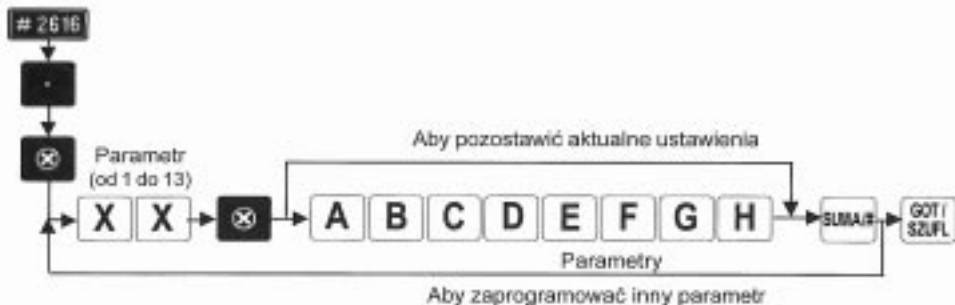 #2616
Aby pozostawić aktualne ustawienia
Parametr
(od 1 do 13)
X X A B C D E F G H SUMA/# GOT /
SZUFL
Parametry
Aby zaprogramować inny parametr